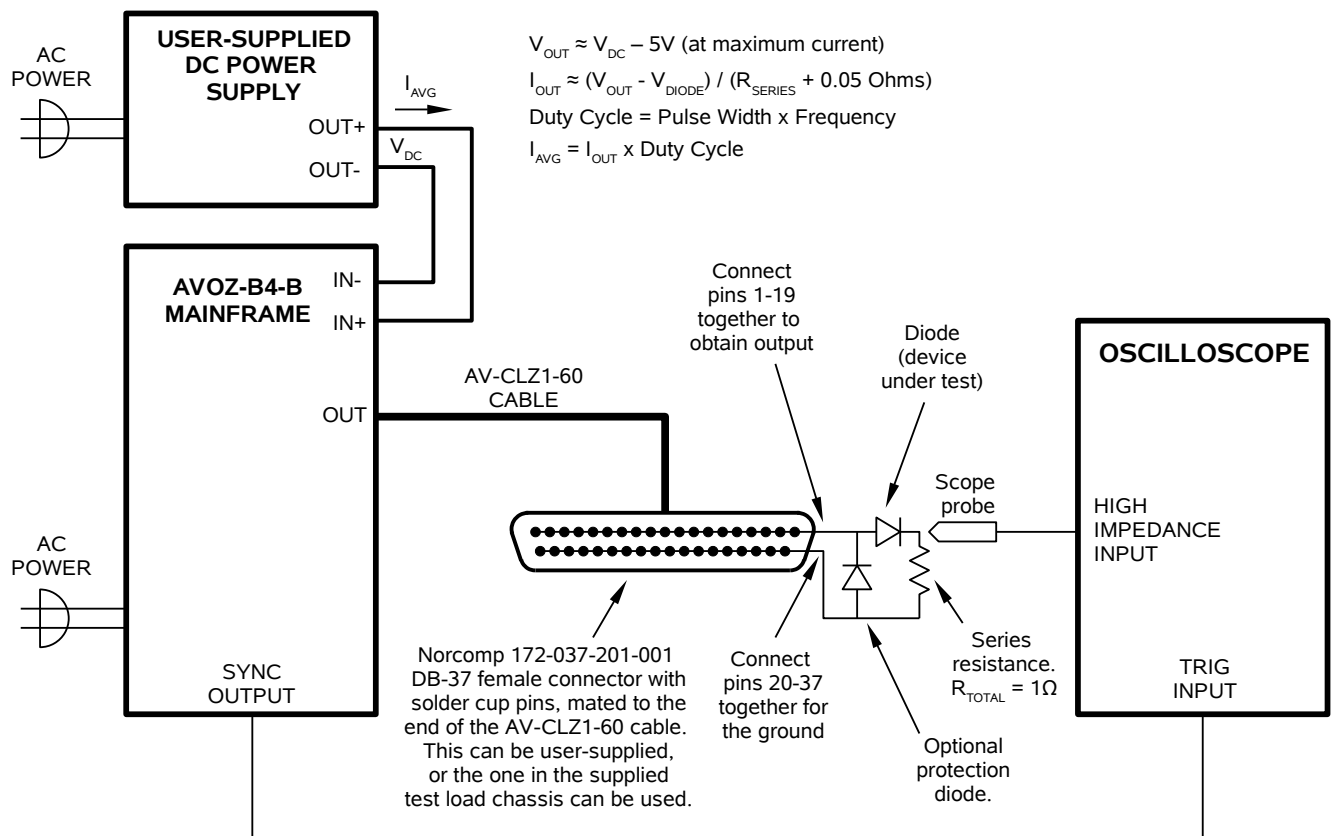 USER-SUPPLIED
DC POWER
SUPPLY
AC
POWER
I_AVG
OUT+
V_DC
OUT-
V_OUT ≈ V_DC – 5V (at maximum current)
I_OUT ≈ (V_OUT - V_DIODE) / (R_SERIES + 0.05 Ohms)
Duty Cycle = Pulse Width x Frequency
I_AVG = I_OUT x Duty Cycle
AVOZ-B4-B
MAINFRAME
IN-
IN+
OUT
AV-CLZ1-60
CABLE
Connect
pins 1-19
together to
obtain output
Diode
(device
under test)
OSCILLOSCOPE
Scope
probe
HIGH
IMPEDANCE
INPUT
AC
POWER
SYNC
OUTPUT
Norcomp 172-037-201-001
DB-37 female connector with
solder cup pins, mated to the
end of the AV-CLZ1-60 cable.
This can be user-supplied,
or the one in the supplied
test load chassis can be used.
Connect
pins 20-37
together for
the ground
Optional
protection
diode.
Series
resistance.
R_TOTAL = 1Ω
TRIG
INPUT